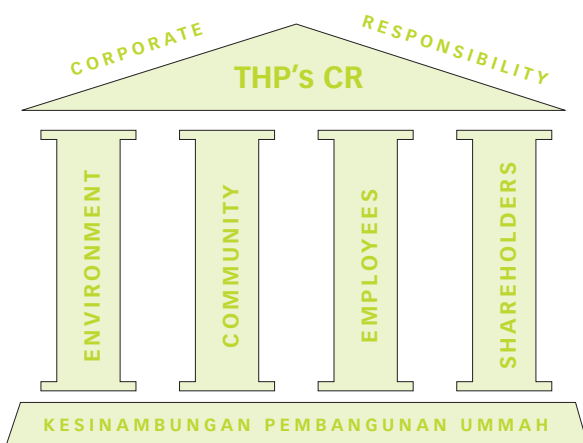 CORPORATE RESPONSIBILITY
THP's CR
ENVIRONMENT
COMMUNITY
EMPLOYEES
SHAREHOLDERS
KESINAMBUNGAN PEMBANGUNAN UMMAH